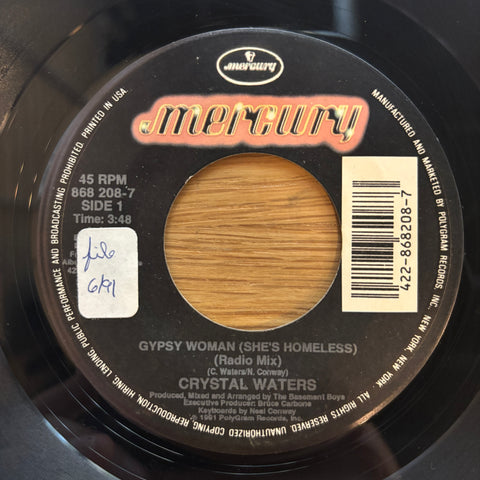 mercury
mercury
45 RPM
868 208-7
SIDE 1
Time: 3:48
file
6/91
422-868208-7
GYPSY WOMAN (SHE'S HOMELESS)
(Radio Mix)
(C. Waters/N. Conway)
CRYSTAL WATERS
Produced, Mixed and Arranged by The Basement Boys
Executive Producer: Bruce Carbone
Keyboards by Neal Conway
℗ 1991 PolyGram Records, Inc.
MANUFACTURED AND MARKETED BY POLYGRAM RECORDS, INC. NEW YORK, NEW YORK. ALL RIGHTS RESERVED. UNAUTHORIZED COPYING, REPRODUCTION, HIRING, LENDING, PUBLIC PERFORMANCE AND BROADCASTING PROHIBITED. PRINTED IN USA.